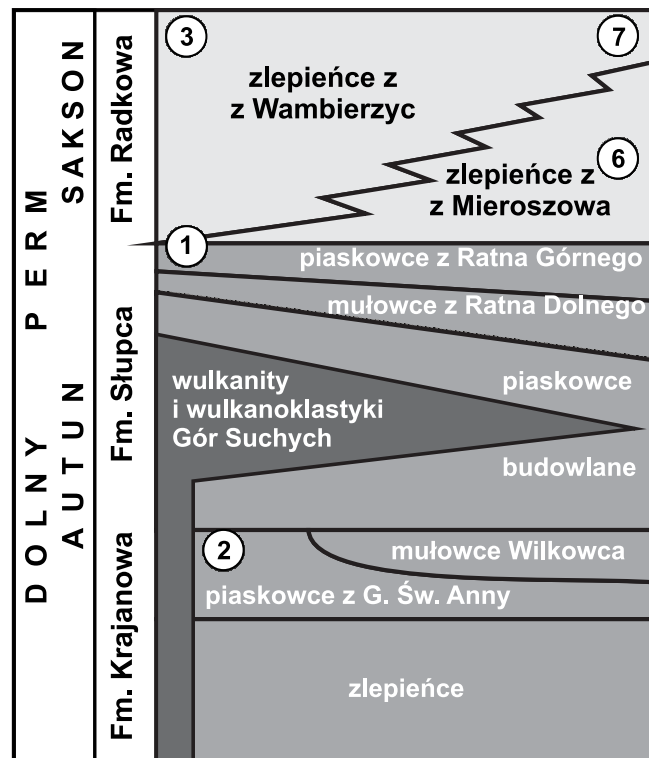 DOLNY PERM
AUTUN
SAKSON
Fm. Krajanowa
Fm. Słupca
Fm. Radkowa
3
7
zlepieńce z
z Wambierzyc
6
zlepieńce z
z Mieroszowa
1
piaskowce z Ratna Górnego
mułowce z Ratna Dolnego
wulkanity
i wulkanoklastyki
Gór Suchych
piaskowce
budowlane
2
mułowce Wilkowca
piaskowce z G. Św. Anny
zlepieńce